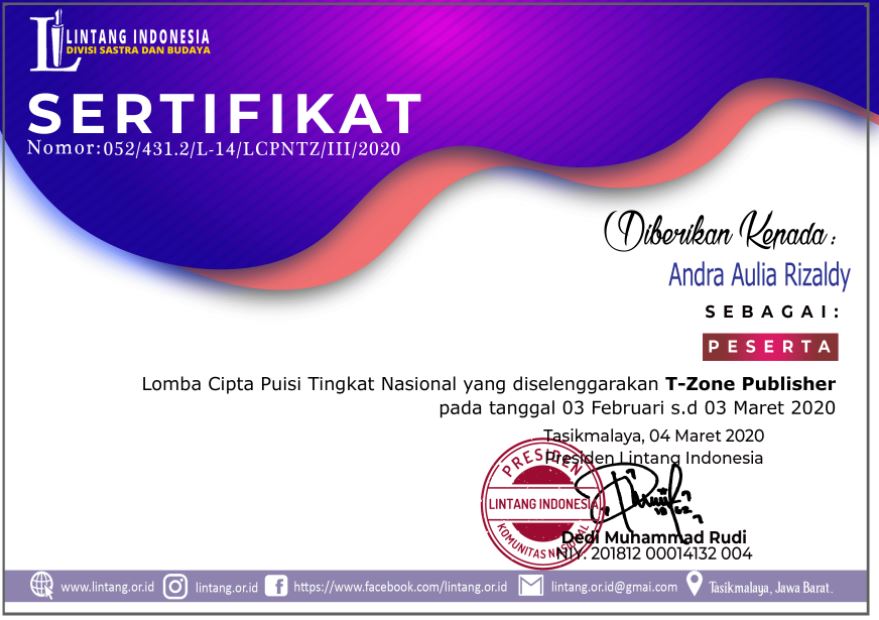 LINTANG INDONESIA
DIVISI SASTRA DAN BUDAYA
SERTIFIKAT
Nomor:052/431.2/L-14/LCPNTZ/III/2020
Diberikan Kepada:
Andra Aulia Rizaldy
SEBAGAI:
PESERTA
Lomba Cipta Puisi Tingkat Nasional yang diselenggarakan T-Zone Publisher
pada tanggal 03 Februari s.d 03 Maret 2020
Tasikmalaya, 04 Maret 2020
Presiden Lintang Indonesia
PRESIDEN
LINTANG INDONESIA
KOMUNITAS NASIONAL
Dedi Muhammad Rudi
NIY. 201812 00014132 004
www.lintang.or.id lintang.or.id https://www.facebook.com/lintang.or.id lintang.or.id@gmai.com Tasikmalaya, Jawa Barat.